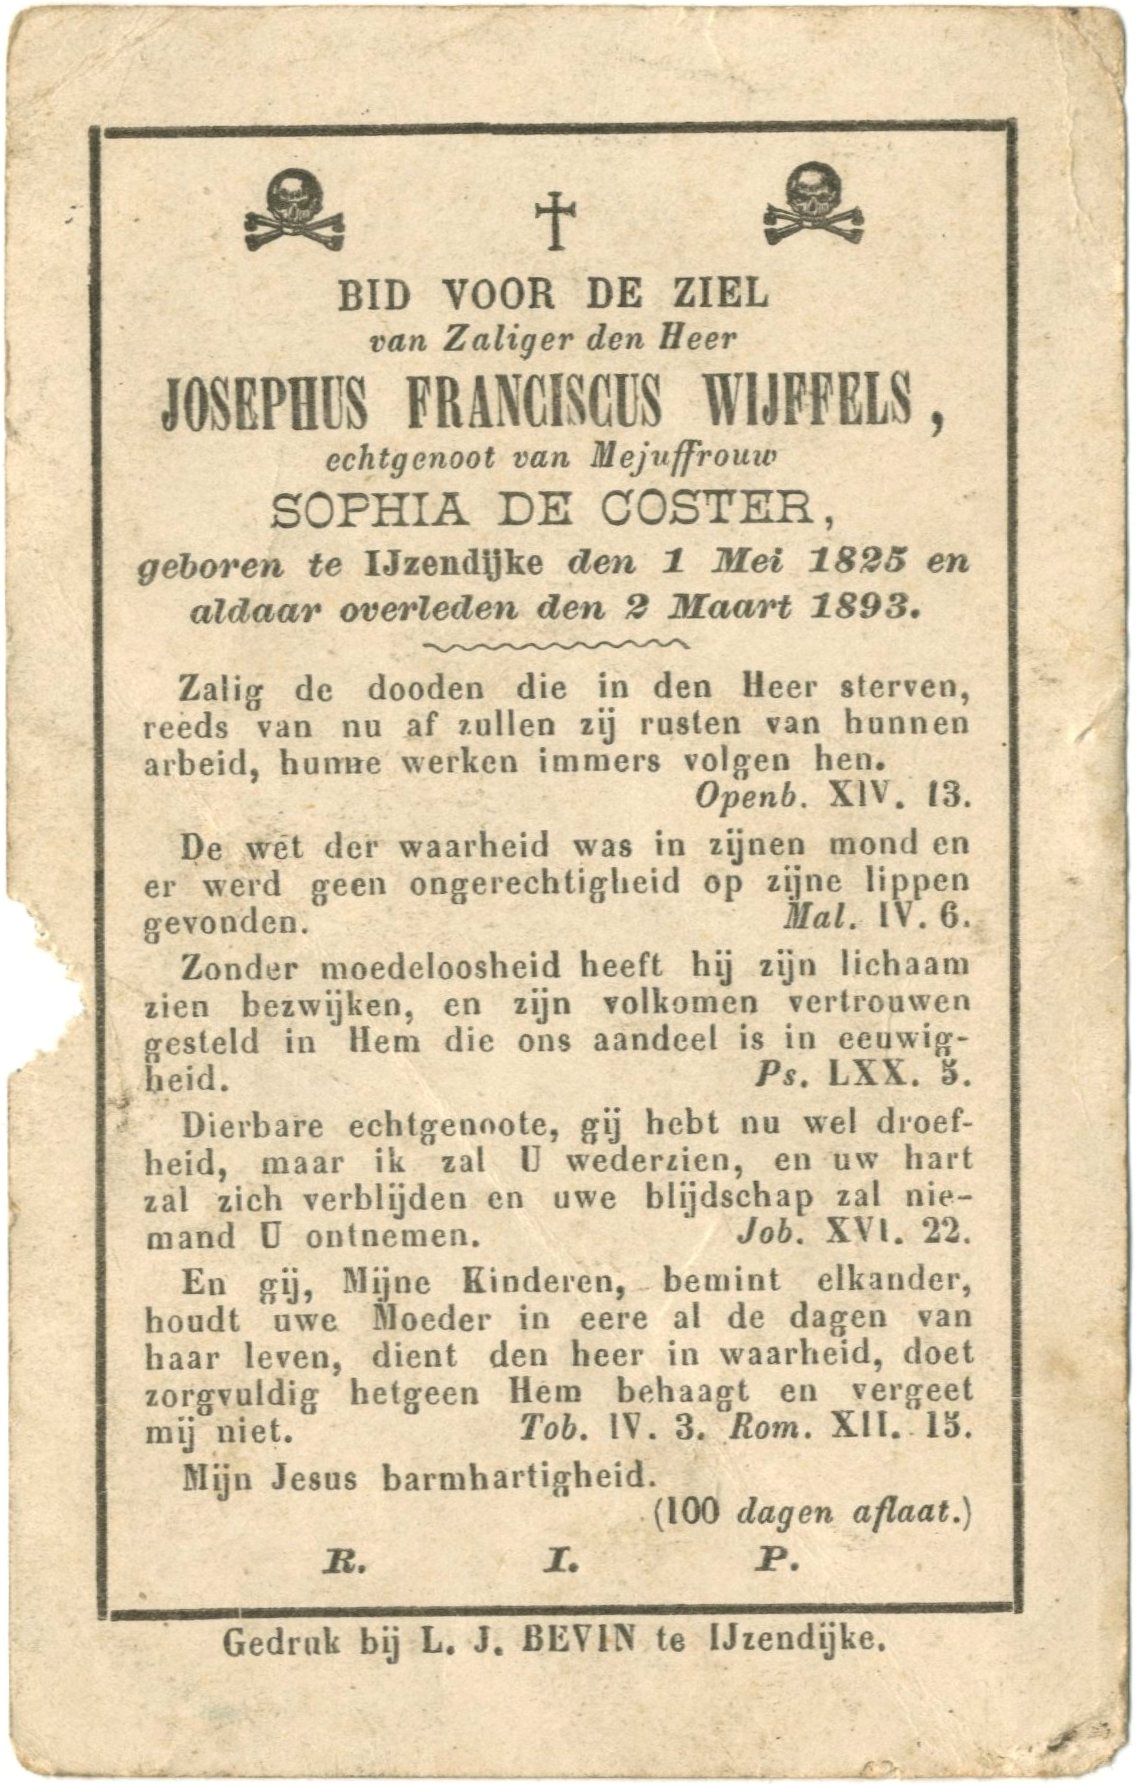 BID VOOR DE ZIEL
van Zaliger den Heer
JOSEPHUS FRANCISCUS WIJFFELS,
echtgenoot van Mejuffrouw
SOPHIA DE COSTER,
geboren te IJzendijke den 1 Mei 1825 en
aldaar overleden den 2 Maart 1893.
Zalig de dooden die in den Heer sterven,
reeds van nu af zullen zij rusten van hunnen
arbeid, hunne werken immers volgen hen.
Openb. XIV. 13.
De wet der waarheid was in zijnen mond en
er werd geen ongerechtigheid op zijne lippen
gevonden. Mal. IV. 6.
Zonder moedeloosheid heeft hij zijn lichaam
zien bezwijken, en zijn volkomen vertrouwen
gesteld in Hem die ons aandeel is in eeuwig-
heid. Ps. LXX. 5.
Dierbare echtgenoote, gij hebt nu wel droef-
heid, maar ik zal U wederzien, en uw hart
zal zich verblijden en uwe blijdschap zal nie-
mand U ontnemen. Job. XVI. 22.
En gij, Mijne Kinderen, bemint elkander,
houdt uwe Moeder in eere al de dagen van
haar leven, dient den heer in waarheid, doet
zorgvuldig hetgeen Hem behaagt en vergeet
mij niet. Tob. IV. 3. Rom. XII. 15.
Mijn Jesus barmhartigheid.
(100 dagen aflaat.)
R. I. P.
Gedruk bij L. J. BEVIN te IJzendijke.